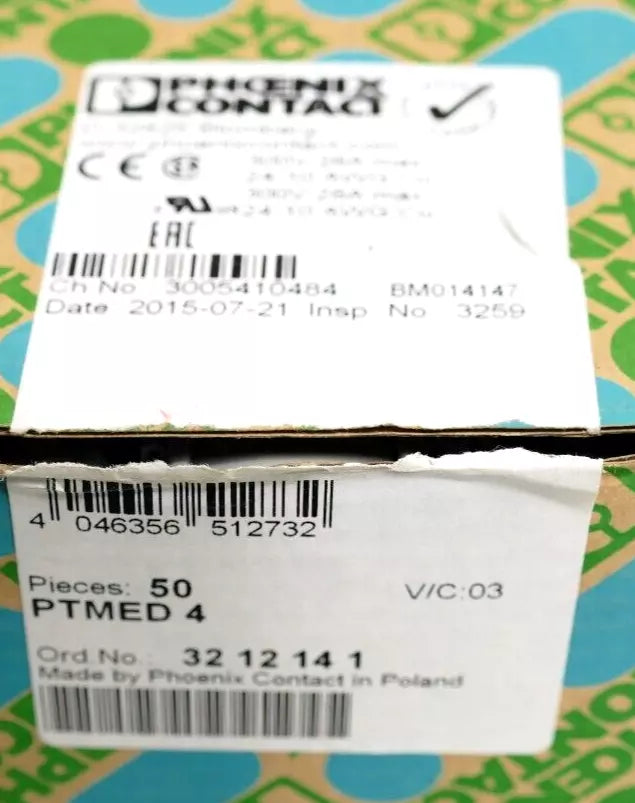 PHŒNIX
CONTACT
CE
EAC
Ch No 3005410484 BM014147
Date 2015-07-21 Insp No 3259
4 046356 512732
Pieces: 50 V/C:03
PTMED 4
Ord.No.: 32 12 14 1
Made by Phoenix Contact in Poland